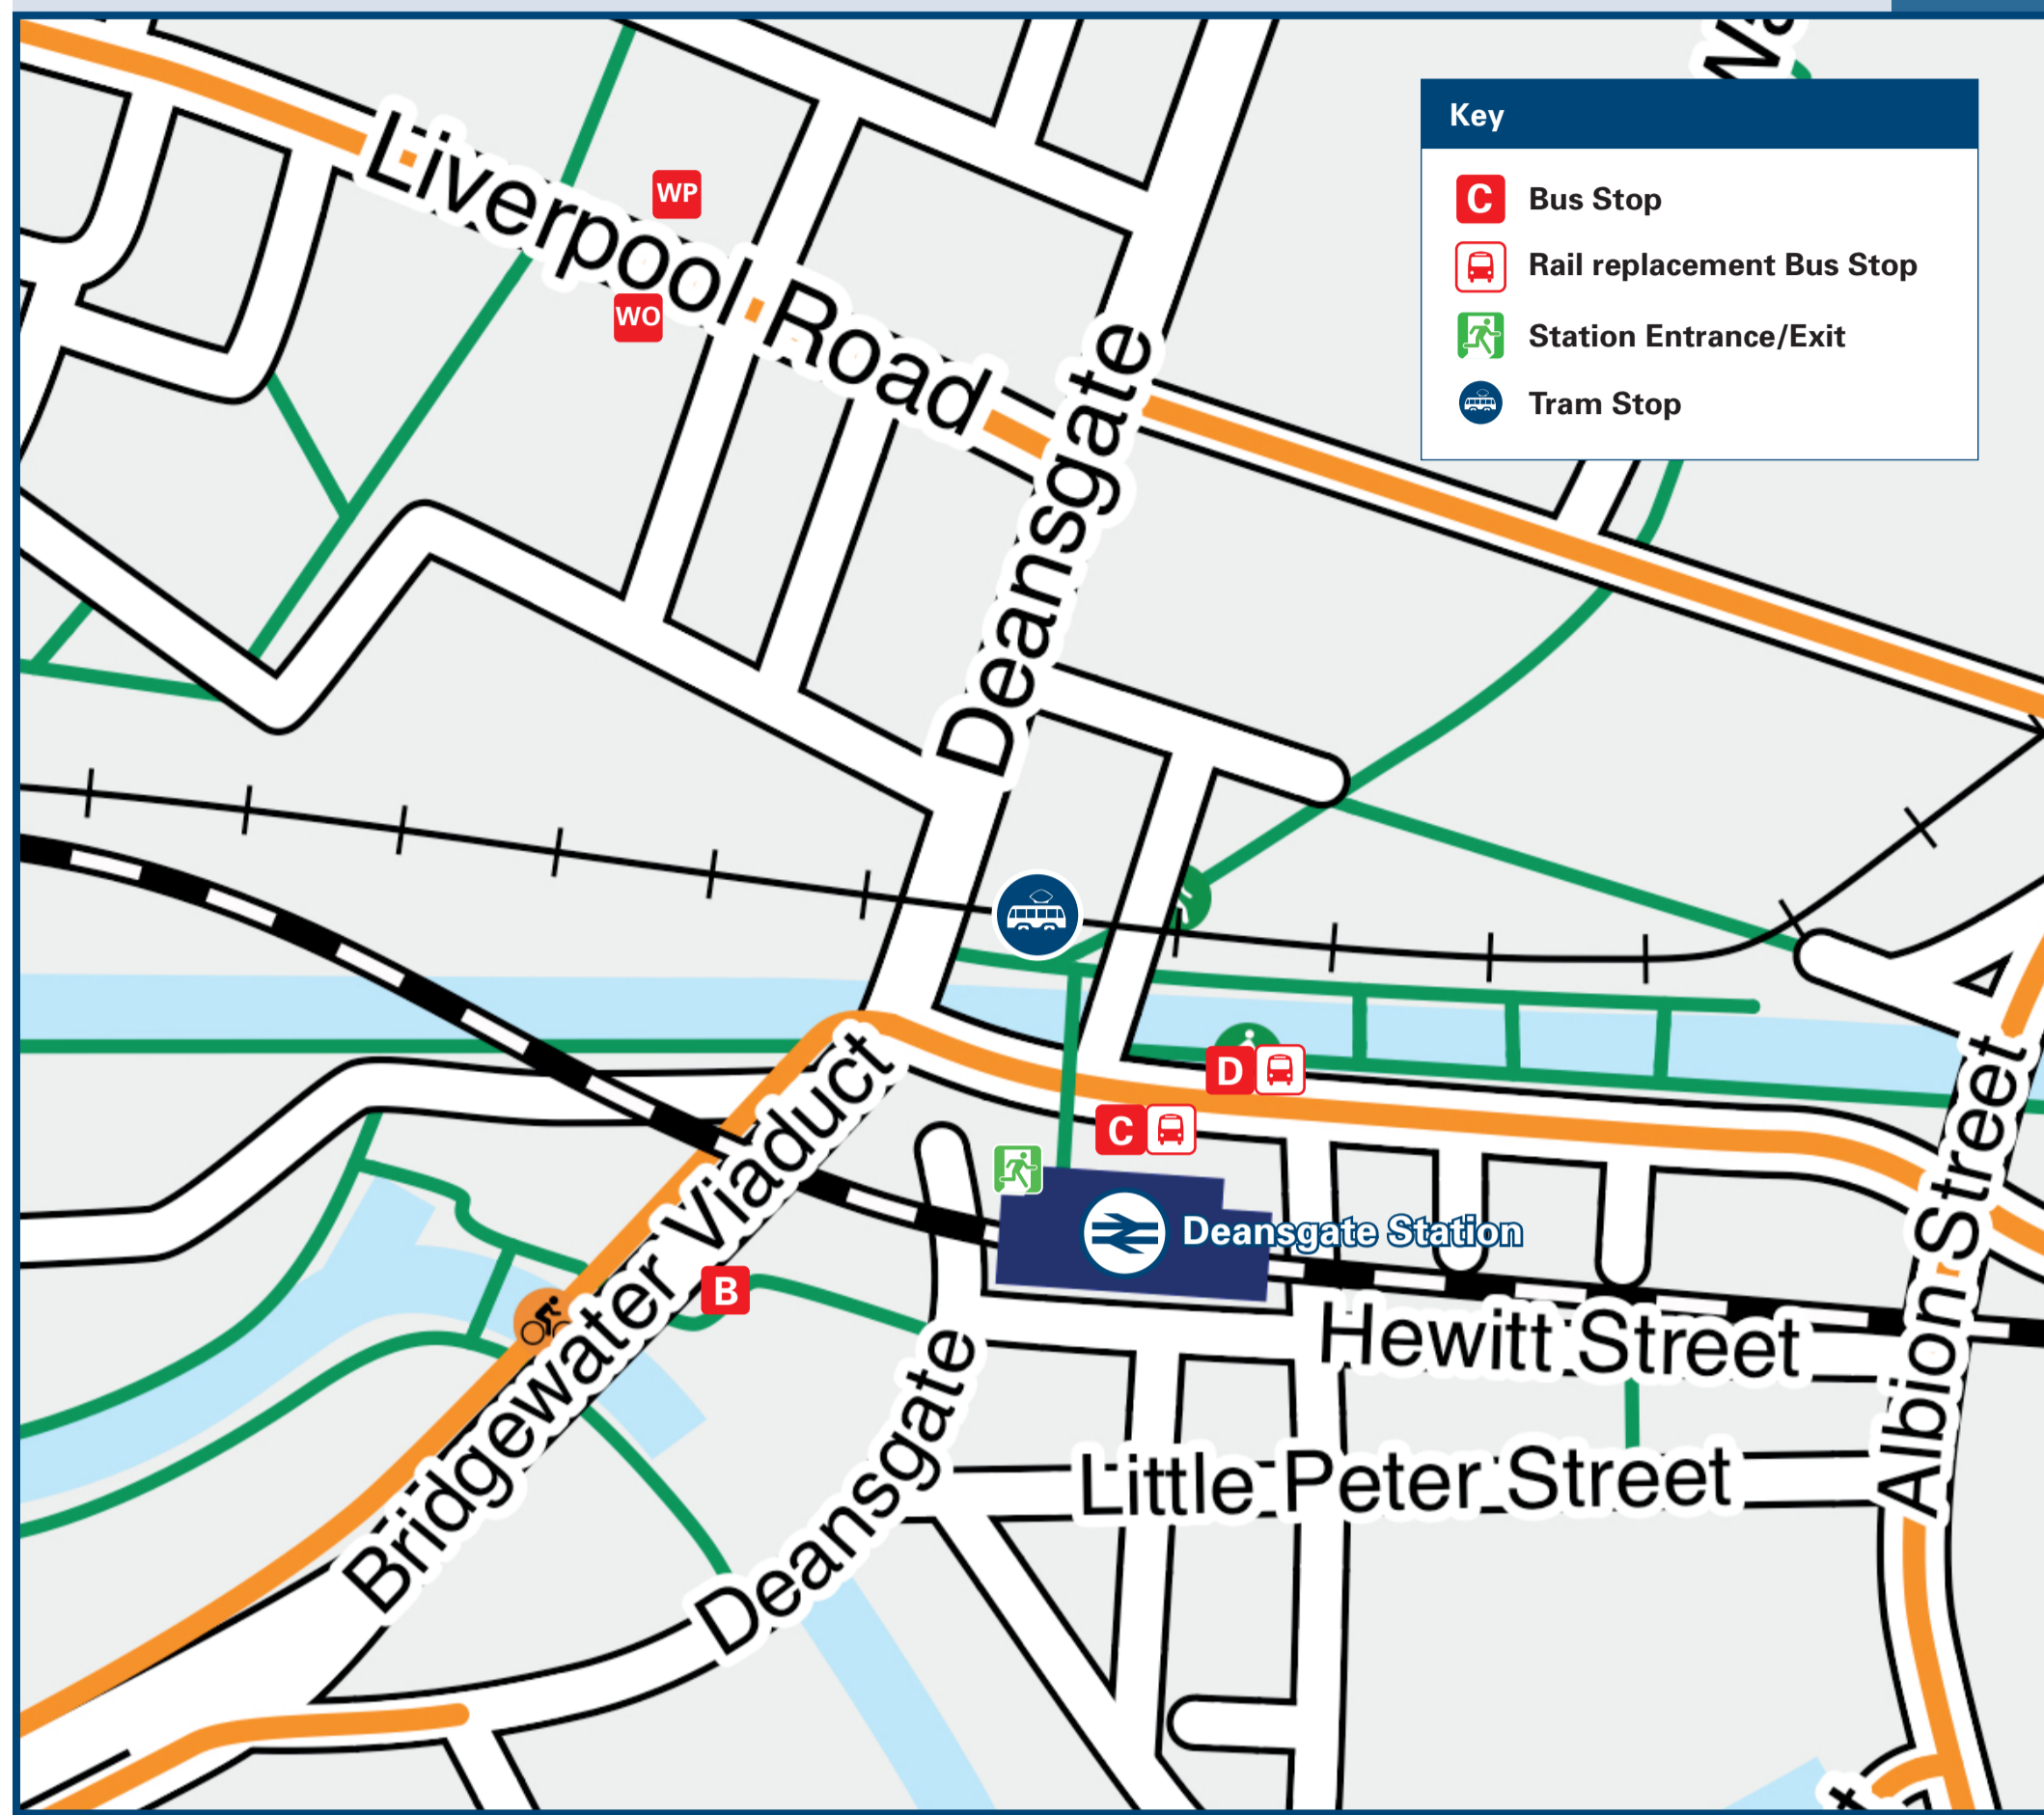 Key
C Bus Stop
Rail replacement Bus Stop
Station Entrance/Exit
Tram Stop
Liverpool Road
WP
WO
Deansgate
D
C
Deansgate Station
B
Bridgewater Viaduct
Hewitt Street
Albion Street
Deansgate
Little Peter Street